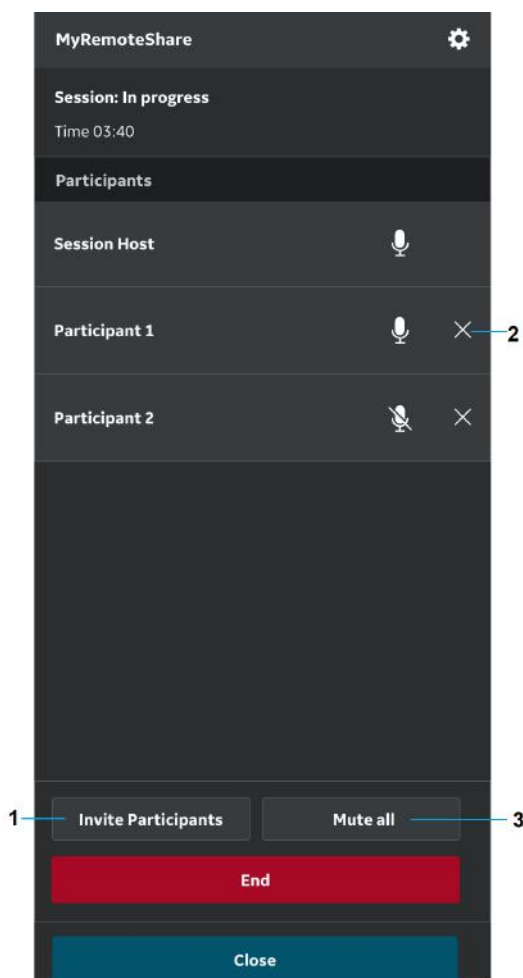 MyRemoteShare
Session: In progress
Time 03:40
Participants
Session Host
Participant 1
2
Participant 2
1
Invite Participants
Mute all
3
End
Close